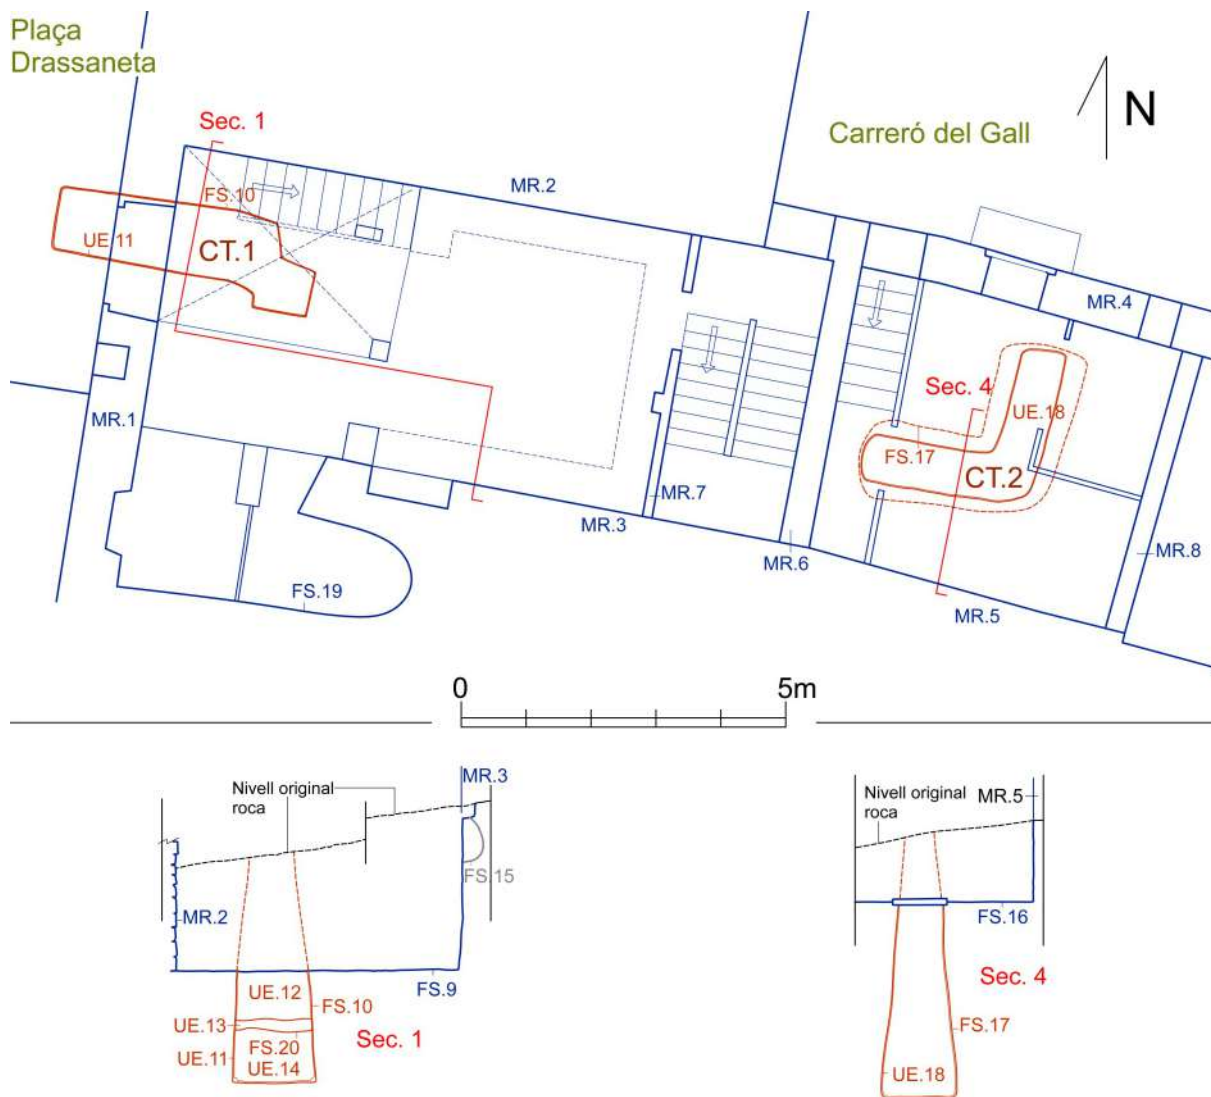 Plaça
Drassaneta
Sec. 1
Carreró del Gall
N
MR.2
FS.10
UE.11
CT.1
MR.4
Sec. 4
UE.18
MR.1
FS.17
CT.2
MR.7
MR.3
MR.6
MR.8
FS.19
MR.5
0
5m
Nivell original
roca
MR.3
FS.15
MR.2
FS.9
UE.12
FS.10
UE.13
Sec. 1
FS.20
UE.11
UE.14
Nivell original
roca
MR.5
FS.16
Sec. 4
FS.17
UE.18